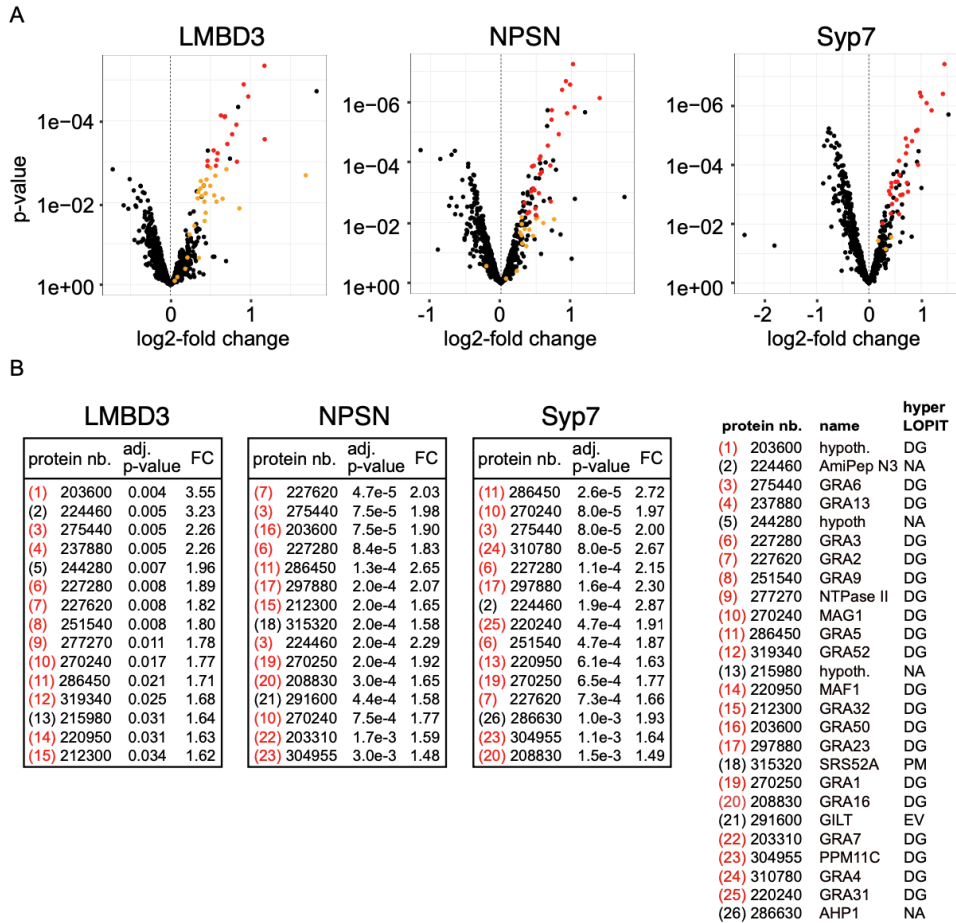 A
LMBD3
NPSN
Syp7
p-value
1e-04
1e-02
1e+00
0
1
log2-fold change
1e-06
1e-04
1e-02
1e+00
-1
0
1
log2-fold change
1e-06
1e-04
1e-02
1e+00
-2
-1
0
1
log2-fold change
B
LMBD3
protein nb. adj. p-value FC
(1) 203600 0.004 3.55
(2) 224460 0.005 3.23
(3) 275440 0.005 2.26
(4) 237880 0.005 2.26
(5) 244280 0.007 1.96
(6) 227280 0.008 1.89
(7) 227620 0.008 1.82
(8) 251540 0.008 1.80
(9) 277270 0.011 1.78
(10) 270240 0.017 1.77
(11) 286450 0.021 1.71
(12) 319340 0.025 1.68
(13) 215980 0.031 1.64
(14) 220950 0.031 1.63
(15) 212300 0.034 1.62
NPSN
protein nb. adj. p-value FC
(7) 227620 4.7e-5 2.03
(3) 275440 7.5e-5 1.98
(16) 203600 7.5e-5 1.90
(6) 227280 8.4e-5 1.83
(11) 286450 1.3e-4 2.65
(17) 297880 2.0e-4 2.07
(15) 212300 2.0e-4 1.65
(18) 315320 2.0e-4 1.58
(3) 224460 2.0e-4 2.29
(19) 270250 2.0e-4 1.92
(20) 208830 3.0e-4 1.65
(21) 291600 4.4e-4 1.58
(10) 270240 7.5e-4 1.77
(22) 203310 1.7e-3 1.59
(23) 304955 3.0e-3 1.48
Syp7
protein nb. adj. p-value FC
(11) 286450 2.6e-5 2.72
(10) 270240 8.0e-5 1.97
(3) 275440 8.0e-5 2.00
(24) 310780 8.0e-5 2.67
(6) 227280 1.1e-4 2.15
(17) 297880 1.6e-4 2.30
(2) 224460 1.9e-4 2.87
(25) 220240 4.7e-4 1.91
(6) 251540 4.7e-4 1.87
(13) 220950 6.1e-4 1.63
(19) 270250 6.5e-4 1.77
(7) 227620 7.3e-4 1.66
(26) 286630 1.0e-3 1.93
(23) 304955 1.1e-3 1.64
(20) 208830 1.5e-3 1.49
protein nb. name hyper LOPIT
(1) 203600 hypoth. DG
(2) 224460 AmiPep N3 NA
(3) 275440 GRA6 DG
(4) 237880 GRA13 DG
(5) 244280 hypoth NA
(6) 227280 GRA3 DG
(7) 227620 GRA2 DG
(8) 251540 GRA9 DG
(9) 277270 NTPase II DG
(10) 270240 MAG1 DG
(11) 286450 GRA5 DG
(12) 319340 GRA52 DG
(13) 215980 hypoth. NA
(14) 220950 MAF1 DG
(15) 212300 GRA32 DG
(16) 203600 GRA50 DG
(17) 297880 GRA23 DG
(18) 315320 SRS52A PM
(19) 270250 GRA1 DG
(20) 208830 GRA16 DG
(21) 291600 GILT EV
(22) 203310 GRA7 DG
(23) 304955 PPM11C DG
(24) 310780 GRA4 DG
(25) 220240 GRA31 DG
(26) 286630 AHP1 NA